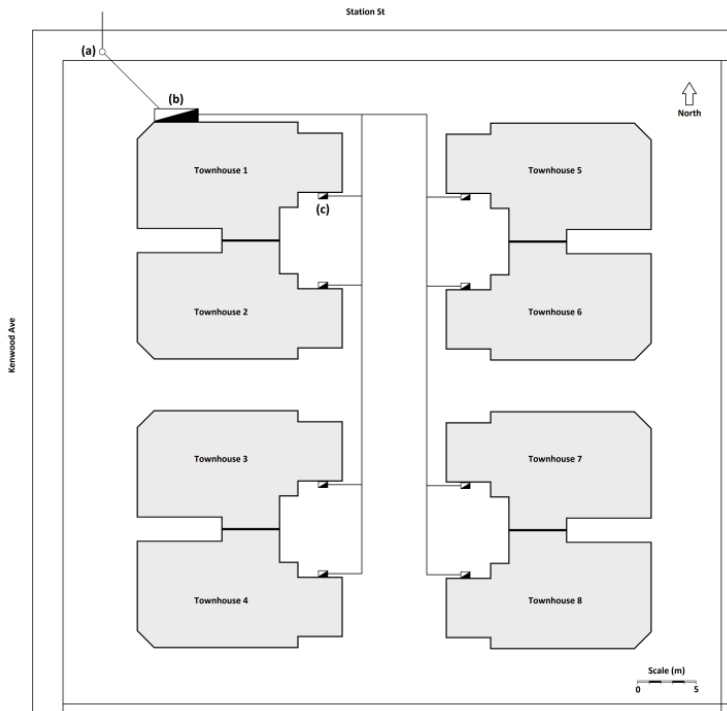 Station St
(a)
(b)
North
Townhouse 1
Townhouse 5
(c)
Townhouse 2
Townhouse 6
Kenwood Ave
Townhouse 3
Townhouse 7
Townhouse 4
Townhouse 8
Scale (m)
0 5